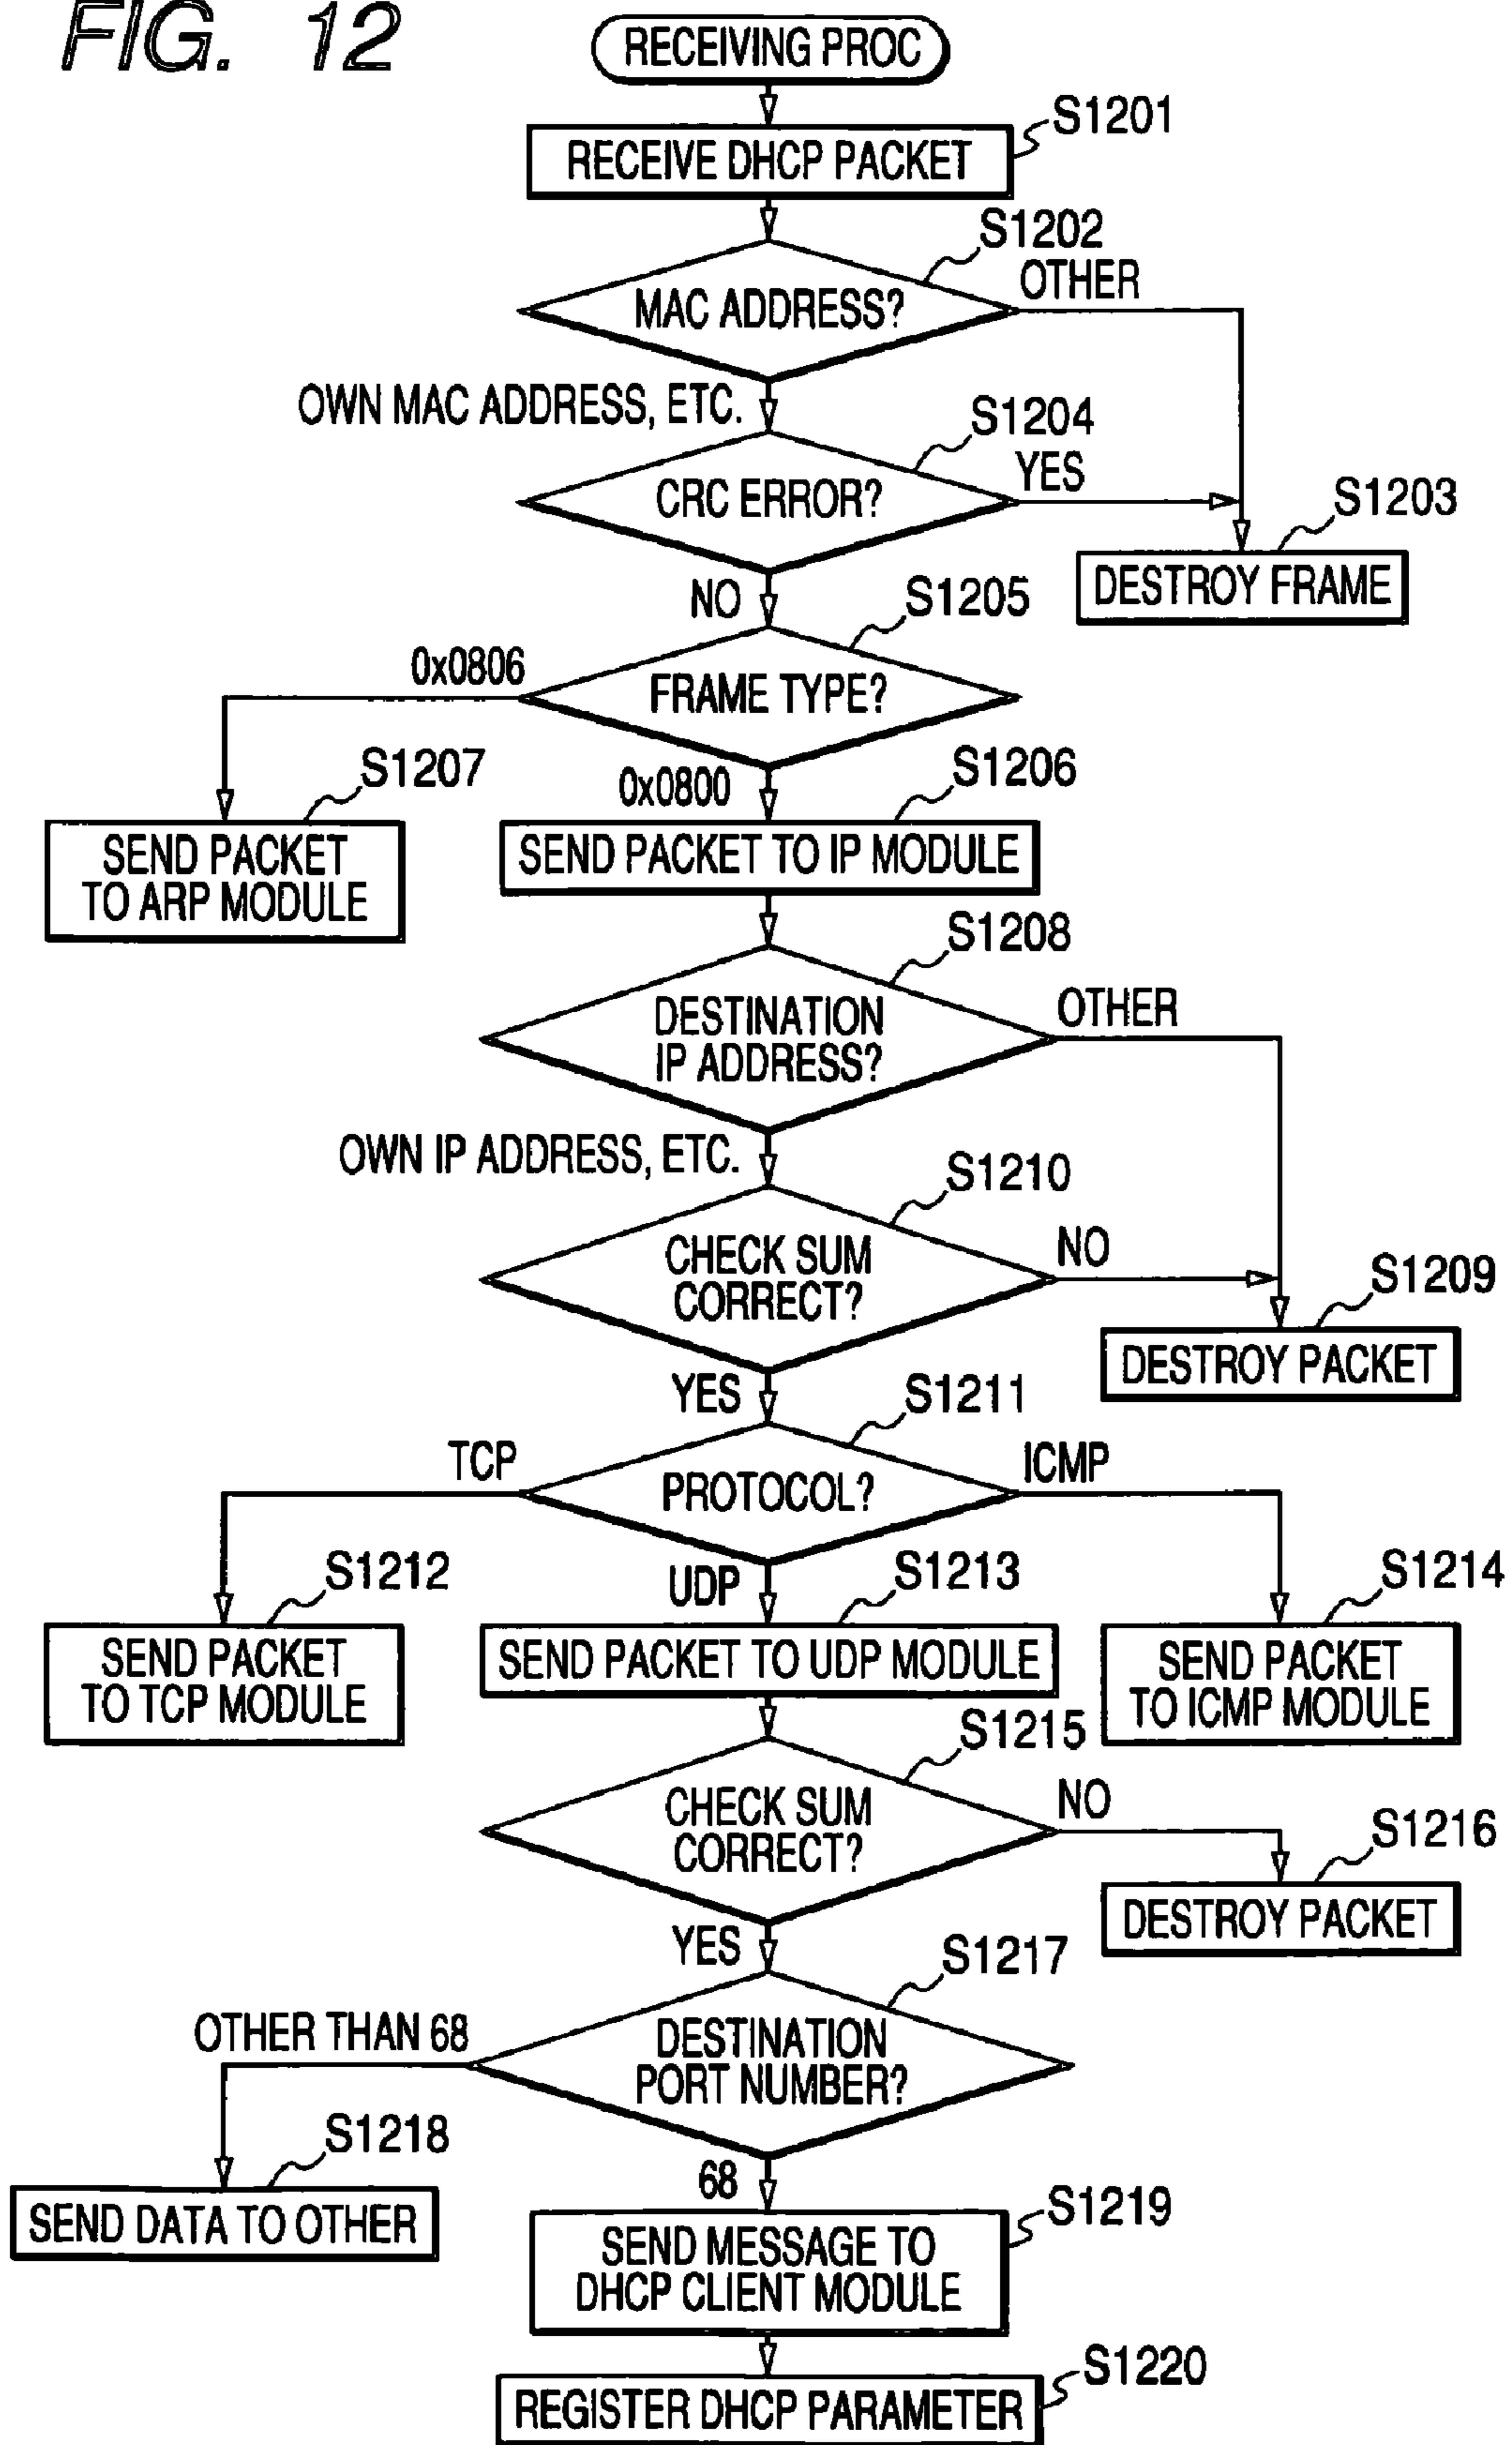 FIG. 12
RECEIVING PROC
S1201
RECEIVE DHCP PACKET
S1202
OTHER
MAC ADDRESS?
OWN MAC ADDRESS, ETC.
S1204
YES
CRC ERROR?
S1203
DESTROY FRAME
NO
S1205
0x0806
FRAME TYPE?
S1207
0x0800
S1206
SEND PACKET
TO ARP MODULE
SEND PACKET TO IP MODULE
S1208
OTHER
DESTINATION
IP ADDRESS?
OWN IP ADDRESS, ETC.
S1210
NO
CHECK SUM
CORRECT?
S1209
DESTROY PACKET
YES
S1211
TCP
ICMP
PROTOCOL?
S1212
UDP
S1213
S1214
SEND PACKET
TO TCP MODULE
SEND PACKET TO UDP MODULE
SEND PACKET
TO ICMP MODULE
S1215
NO
CHECK SUM
CORRECT?
S1216
DESTROY PACKET
YES
S1217
OTHER THAN 68
DESTINATION
PORT NUMBER?
S1218
68
SEND DATA TO OTHER
S1219
SEND MESSAGE TO
DHCP CLIENT MODULE
S1220
REGISTER DHCP PARAMETER